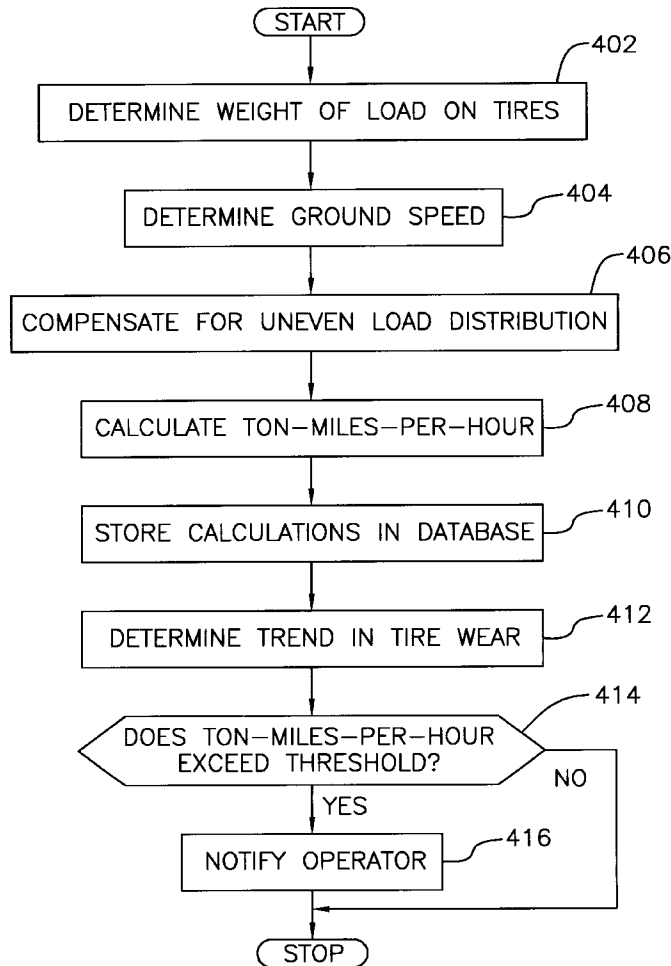 START
402
DETERMINE WEIGHT OF LOAD ON TIRES
404
DETERMINE GROUND SPEED
406
COMPENSATE FOR UNEVEN LOAD DISTRIBUTION
408
CALCULATE TON-MILES-PER-HOUR
410
STORE CALCULATIONS IN DATABASE
412
DETERMINE TREND IN TIRE WEAR
414
DOES TON-MILES-PER-HOUR
EXCEED THRESHOLD?
NO
YES
416
NOTIFY OPERATOR
STOP